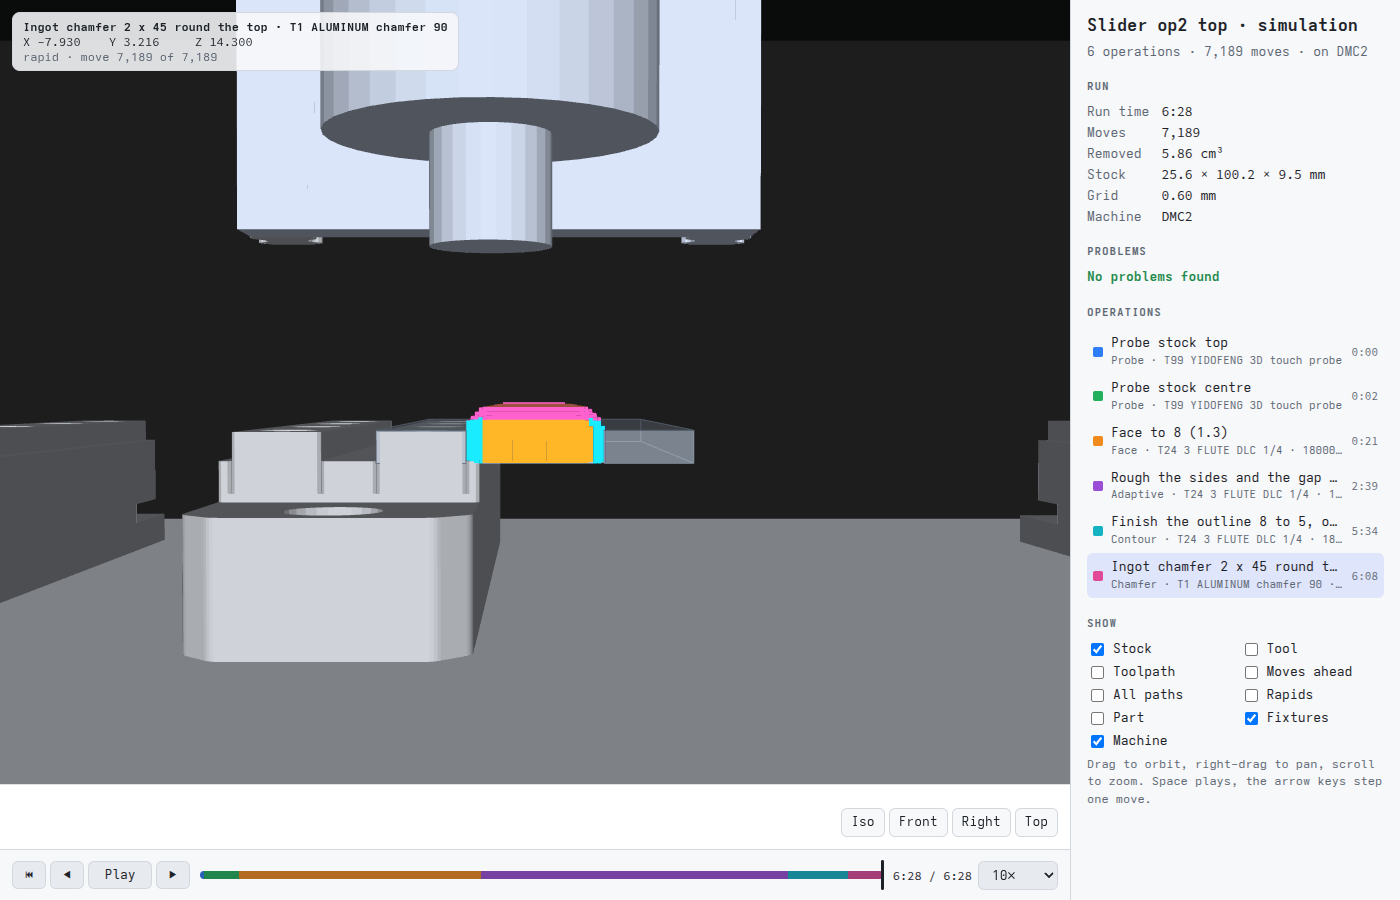 Ingot chamfer 2 x 45 round the top · T1 ALUMINUM chamfer 90
X -7.930 Y 3.216 Z 14.300
rapid · move 7,189 of 7,189
Slider op2 top · simulation
6 operations · 7,189 moves · on DMC2
RUN
Run time 6:28
Moves 7,189
Removed 5.86 cm³
Stock 25.6 × 100.2 × 9.5 mm
Grid 0.60 mm
Machine DMC2
PROBLEMS
No problems found
OPERATIONS
Probe stock top
Probe · T99 YIDOFENG 3D touch probe 0:00
Probe stock centre
Probe · T99 YIDOFENG 3D touch probe 0:02
Face to 8 (1.3)
Face · T24 3 FLUTE DLC 1/4 · 18000… 0:21
Rough the sides and the gap …
Adaptive · T24 3 FLUTE DLC 1/4 · 1… 2:39
Finish the outline 8 to 5, o…
Contour · T24 3 FLUTE DLC 1/4 · 18… 5:34
Ingot chamfer 2 x 45 round t…
Chamfer · T1 ALUMINUM chamfer 90 ·… 6:08
SHOW
Stock Tool
Toolpath Moves ahead
All paths Rapids
Part Fixtures
Machine
Drag to orbit, right-drag to pan, scroll
to zoom. Space plays, the arrow keys step
one move.
Iso Front Right Top
Play 6:28 / 6:28 10×